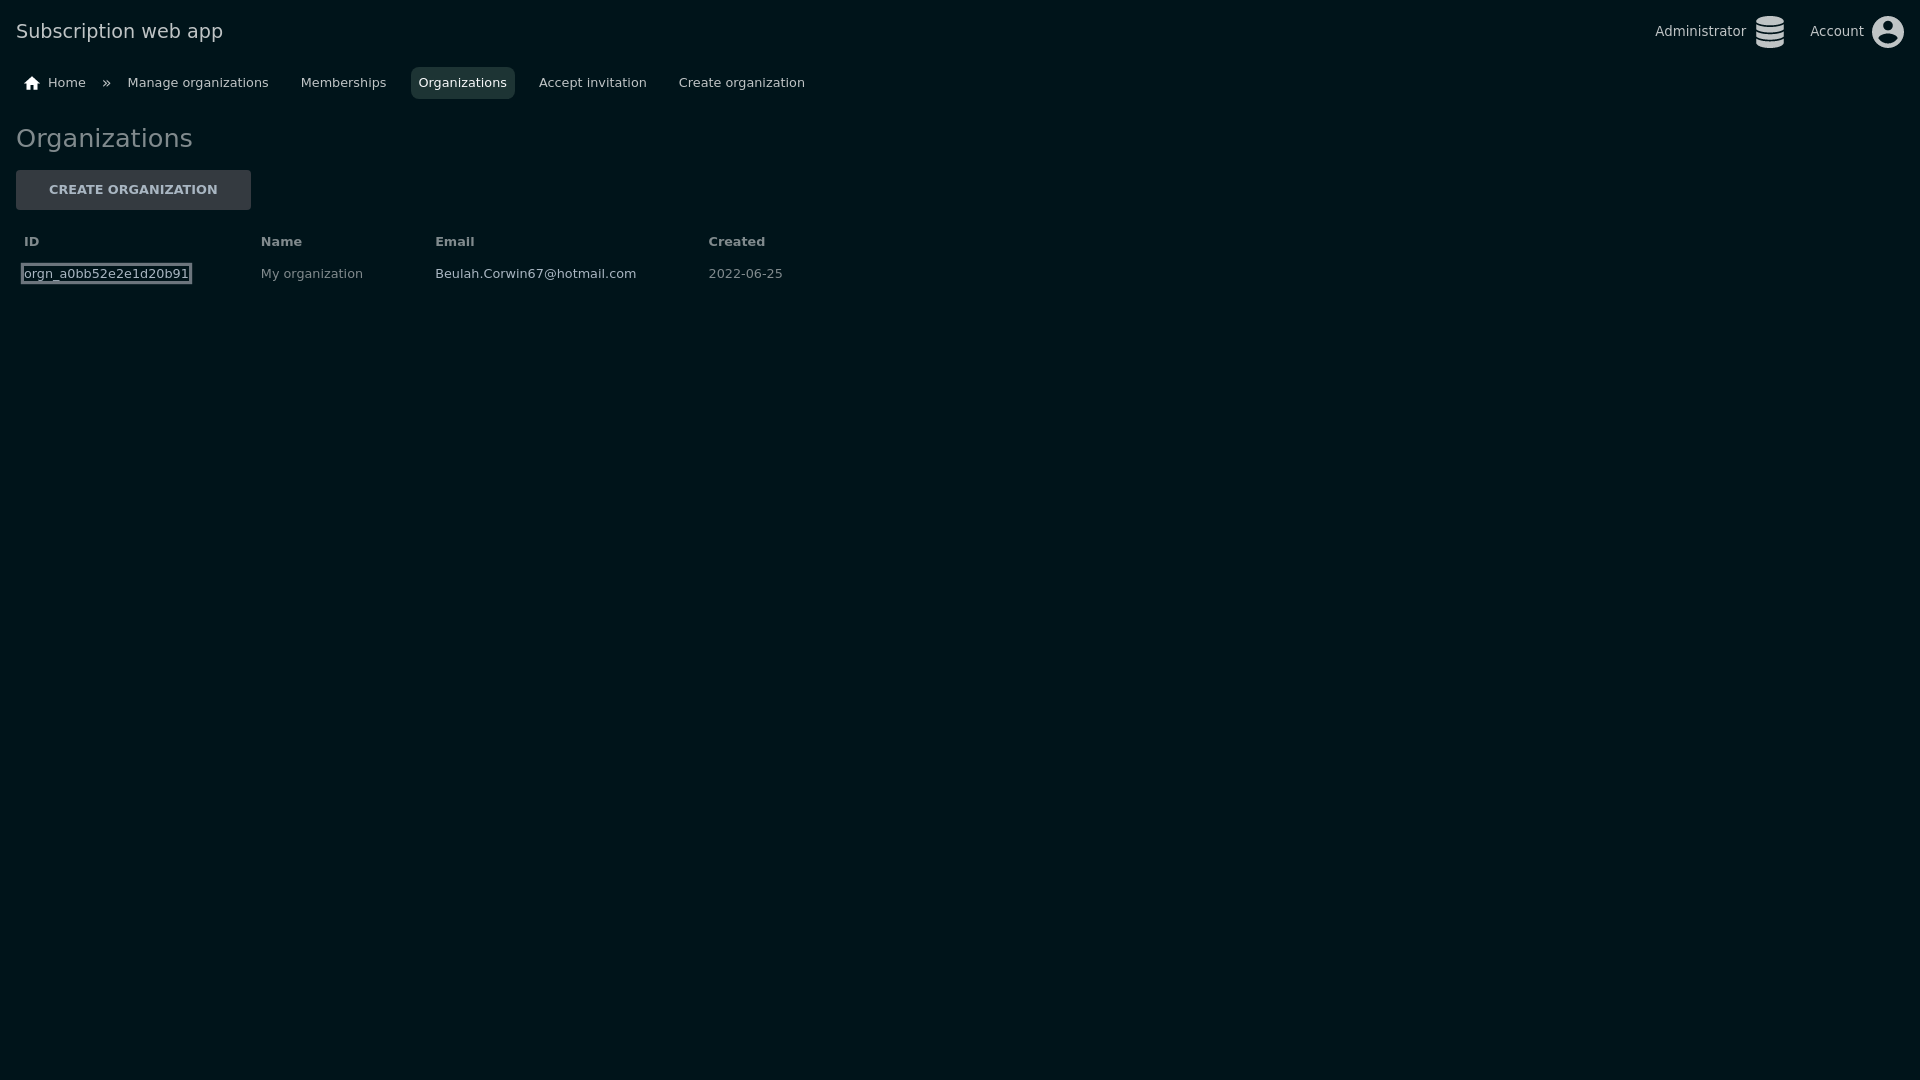 Subscription web app
Administrator
Account
Home » Manage organizations Memberships Organizations Accept invitation Create organization
Organizations
CREATE ORGANIZATION
ID Name Email Created
orgn_a0bb52e2e1d20b91 My organization Beulah.Corwin67@hotmail.com 2022-06-25